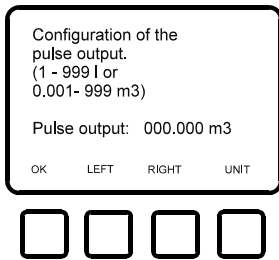 Configuration of the
pulse output.
(1 - 999 l or
0.001- 999 m3)
Pulse output: 000.000 m3
OK LEFT RIGHT UNIT